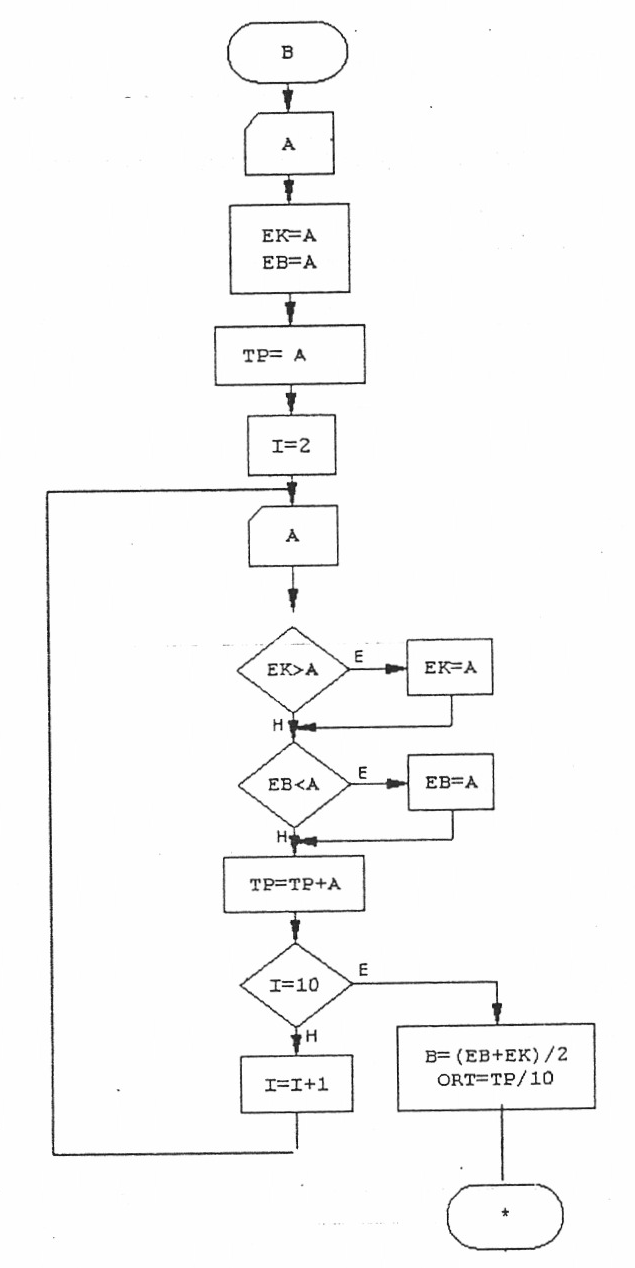 B
A
EK=A
EB=A
TP= A
I=2
A
EK>A
E
EK=A
H
EB<A
E
EB=A
H
TP=TP+A
I=10
E
H
I=I+1
B=(EB+EK)/2
ORT=TP/10
*